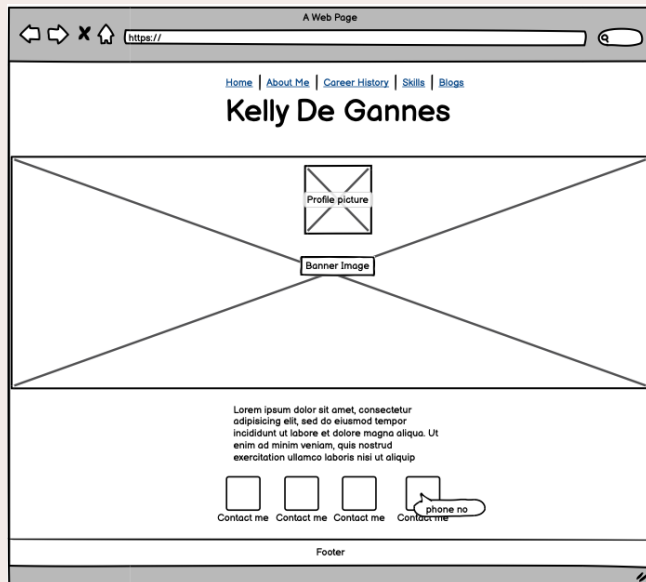 A Web Page
https://
Home | About Me | Career History | Skills | Blogs
Kelly De Gannes
Profile picture
Banner Image
Lorem ipsum dolor sit amet, consectetur
adipisicing elit, sed do eiusmod tempor
incididunt ut labore et dolore magna aliqua. Ut
enim ad minim veniam, quis nostrud
exercitation ullamco laboris nisi ut aliquip
phone no
Contact me Contact me Contact me Contact me
Footer